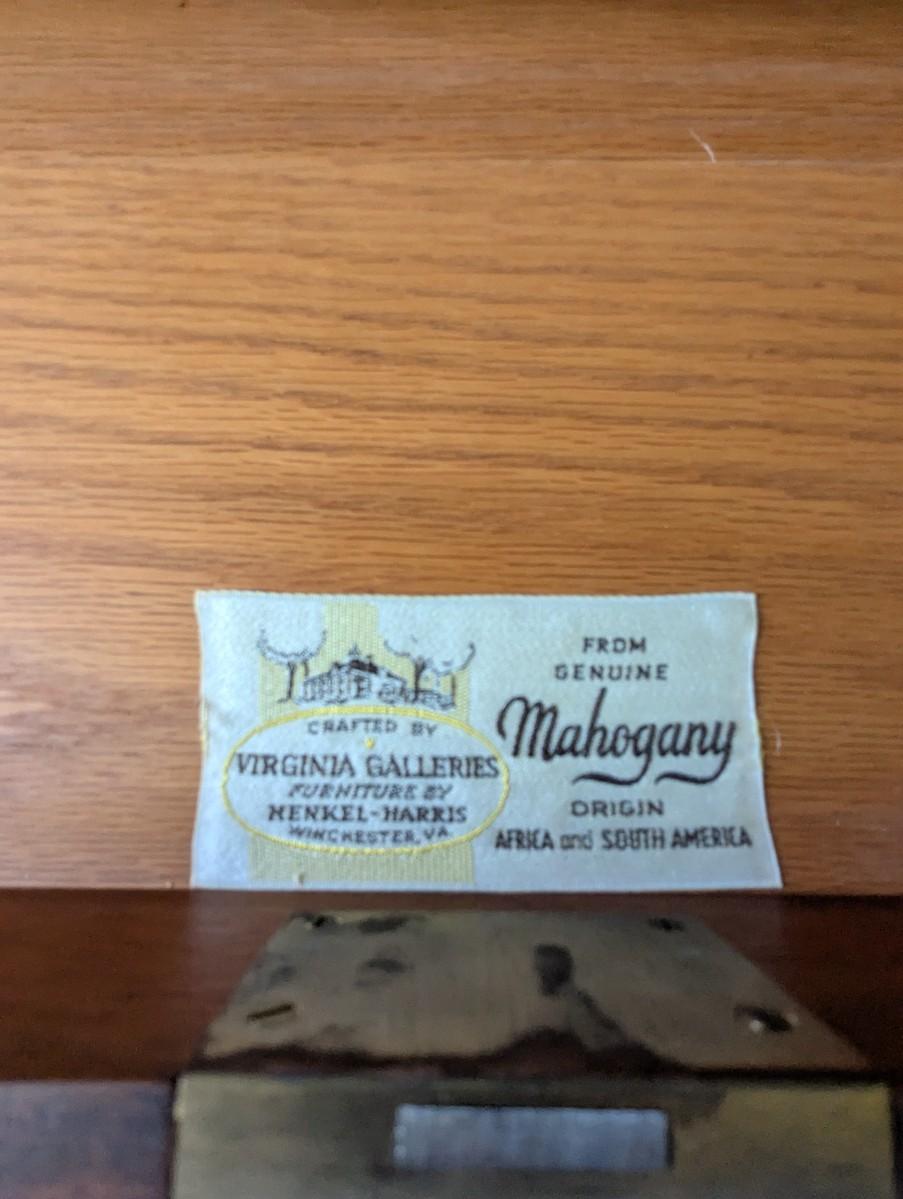 CRAFTED BY
VIRGINIA GALLERIES
FURNITURE BY
HENKEL-HARRIS
WINCHESTER, VA.
FROM
GENUINE
Mahogany
ORIGIN
AFRICA and SOUTH AMERICA